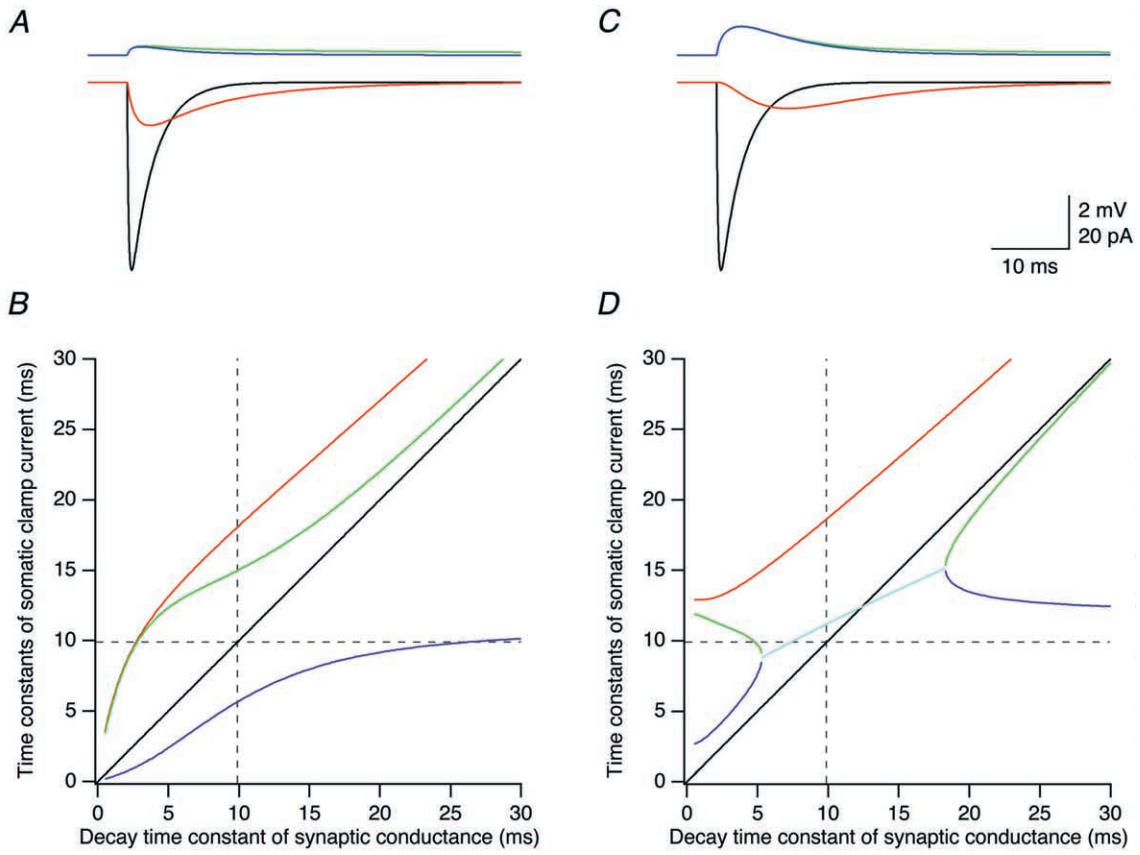 A
C
2 mV
20 pA
10 ms
B
D
Time constants of somatic clamp current (ms)
30
25
20
15
10
5
0
0 5 10 15 20 25 30
Decay time constant of synaptic conductance (ms)
Time constants of somatic clamp current (ms)
30
25
20
15
10
5
0
0 5 10 15 20 25 30
Decay time constant of synaptic conductance (ms)